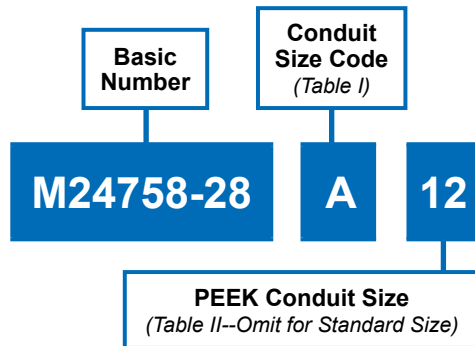 Basic
Number
Conduit
Size Code
(Table I)
M24758-28 A 12
PEEK Conduit Size
(Table II--Omit for Standard Size)